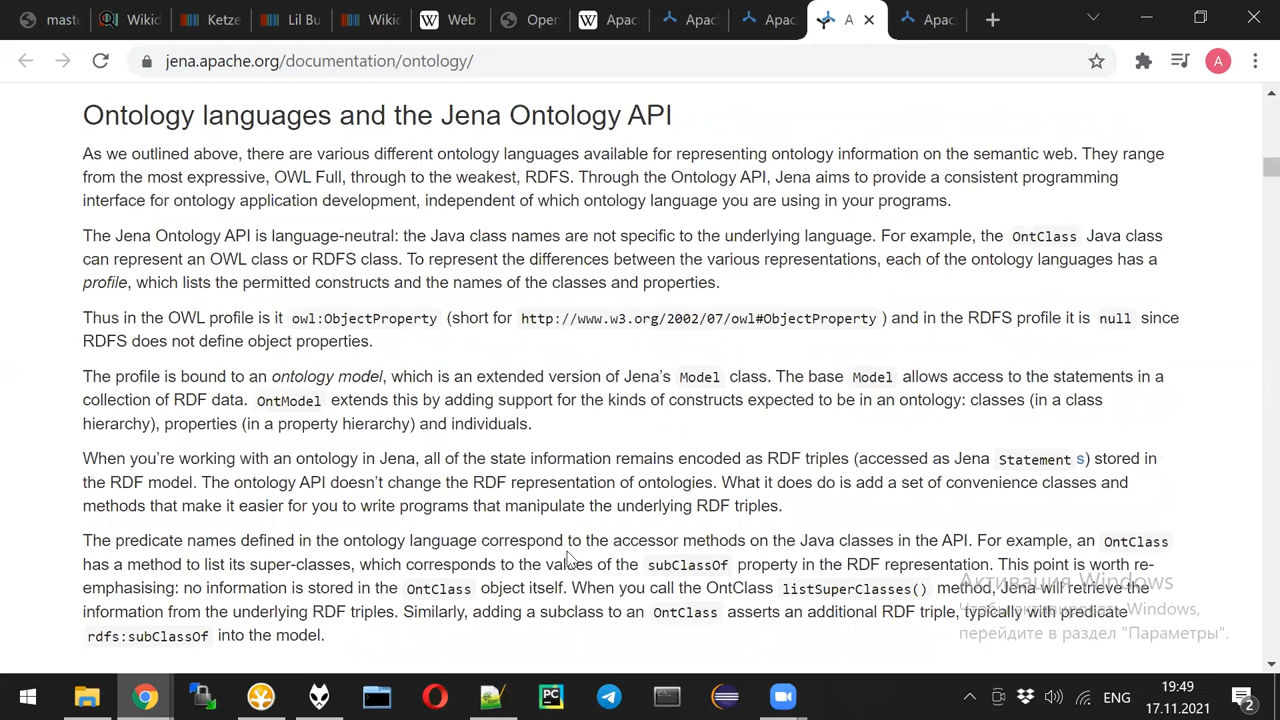 mast
Wikid
Ketze
Lil Bu
Wikid
Web
Open
Apac
Apac
Apac
A
Apac
jena.apache.org/documentation/ontology/
A
Ontology languages and the Jena Ontology API
As we outlined above, there are various different ontology languages available for representing ontology information on the semantic web. They range
from the most expressive, OWL Full, through to the weakest, RDFS. Through the Ontology API, Jena aims to provide a consistent programming
interface for ontology application development, independent of which ontology language you are using in your programs.
The Jena Ontology API is language-neutral: the Java class names are not specific to the underlying language. For example, the OntClass Java class
can represent an OWL class or RDFS class. To represent the differences between the various representations, each of the ontology languages has a
profile, which lists the permitted constructs and the names of the classes and properties.
Thus in the OWL profile is it owl:ObjectProperty (short for http://www.w3.org/2002/07/owl#ObjectProperty ) and in the RDFS profile it is null since
RDFS does not define object properties.
The profile is bound to an ontology model, which is an extended version of Jena's Model class. The base Model allows access to the statements in a
collection of RDF data. OntModel extends this by adding support for the kinds of constructs expected to be in an ontology: classes (in a class
hierarchy), properties (in a property hierarchy) and individuals.
When you're working with an ontology in Jena, all of the state information remains encoded as RDF triples (accessed as Jena Statement s) stored in
the RDF model. The ontology API doesn't change the RDF representation of ontologies. What it does do is add a set of convenience classes and
methods that make it easier for you to write programs that manipulate the underlying RDF triples.
The predicate names defined in the ontology language correspond to the accessor methods on the Java classes in the API. For example, an OntClass
has a method to list its super-classes, which corresponds to the values of the subClassOf property in the RDF representation. This point is worth re-
emphasising: no information is stored in the OntClass object itself. When you call the OntClass listSuperClasses() method, Jena will retrieve the
information from the underlying RDF triples. Similarly, adding a subclass to an OntClass asserts an additional RDF triple, typically with predicate
rdfs:subClassOf into the model.
Активация Windows
Чтобы активировать Windows,
перейдите в раздел "Параметры".
PC
ENG
19:49
17.11.2021
2